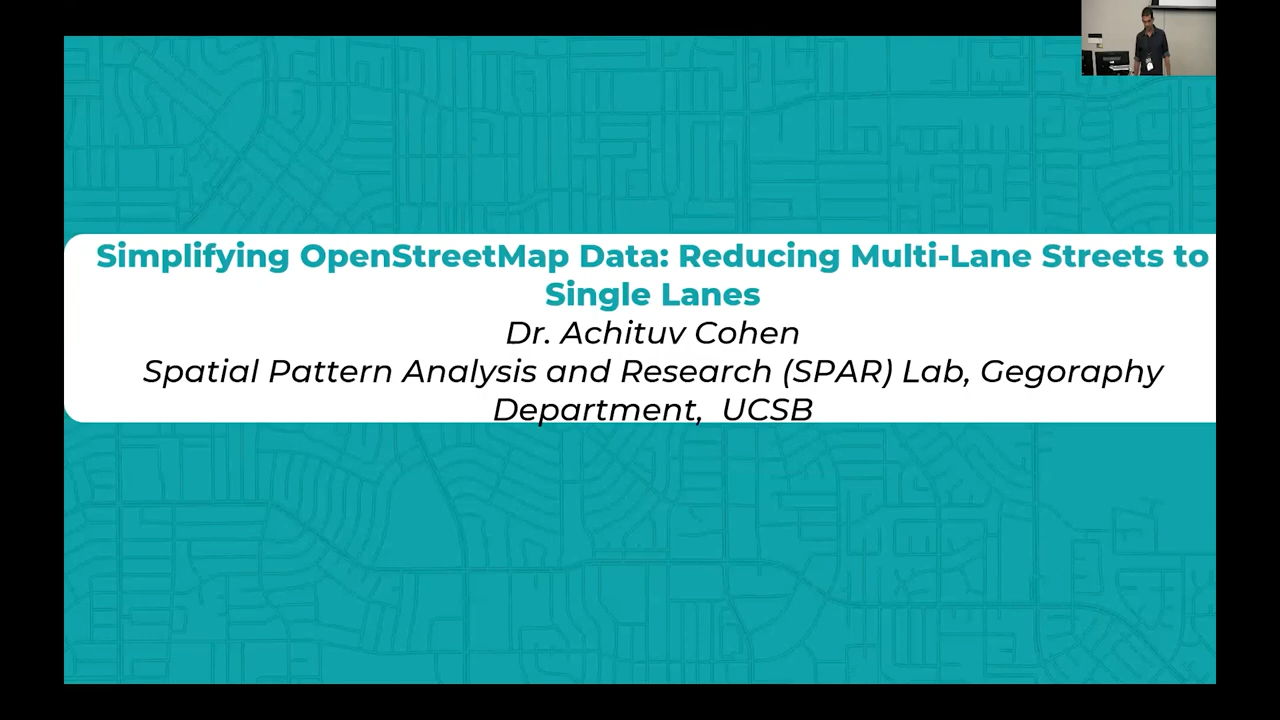 Simplifying OpenStreetMap Data: Reducing Multi-Lane Streets to
Single Lanes
Dr. Achituv Cohen
Spatial Pattern Analysis and Research (SPAR) Lab, Gegoraphy
Department, UCSB